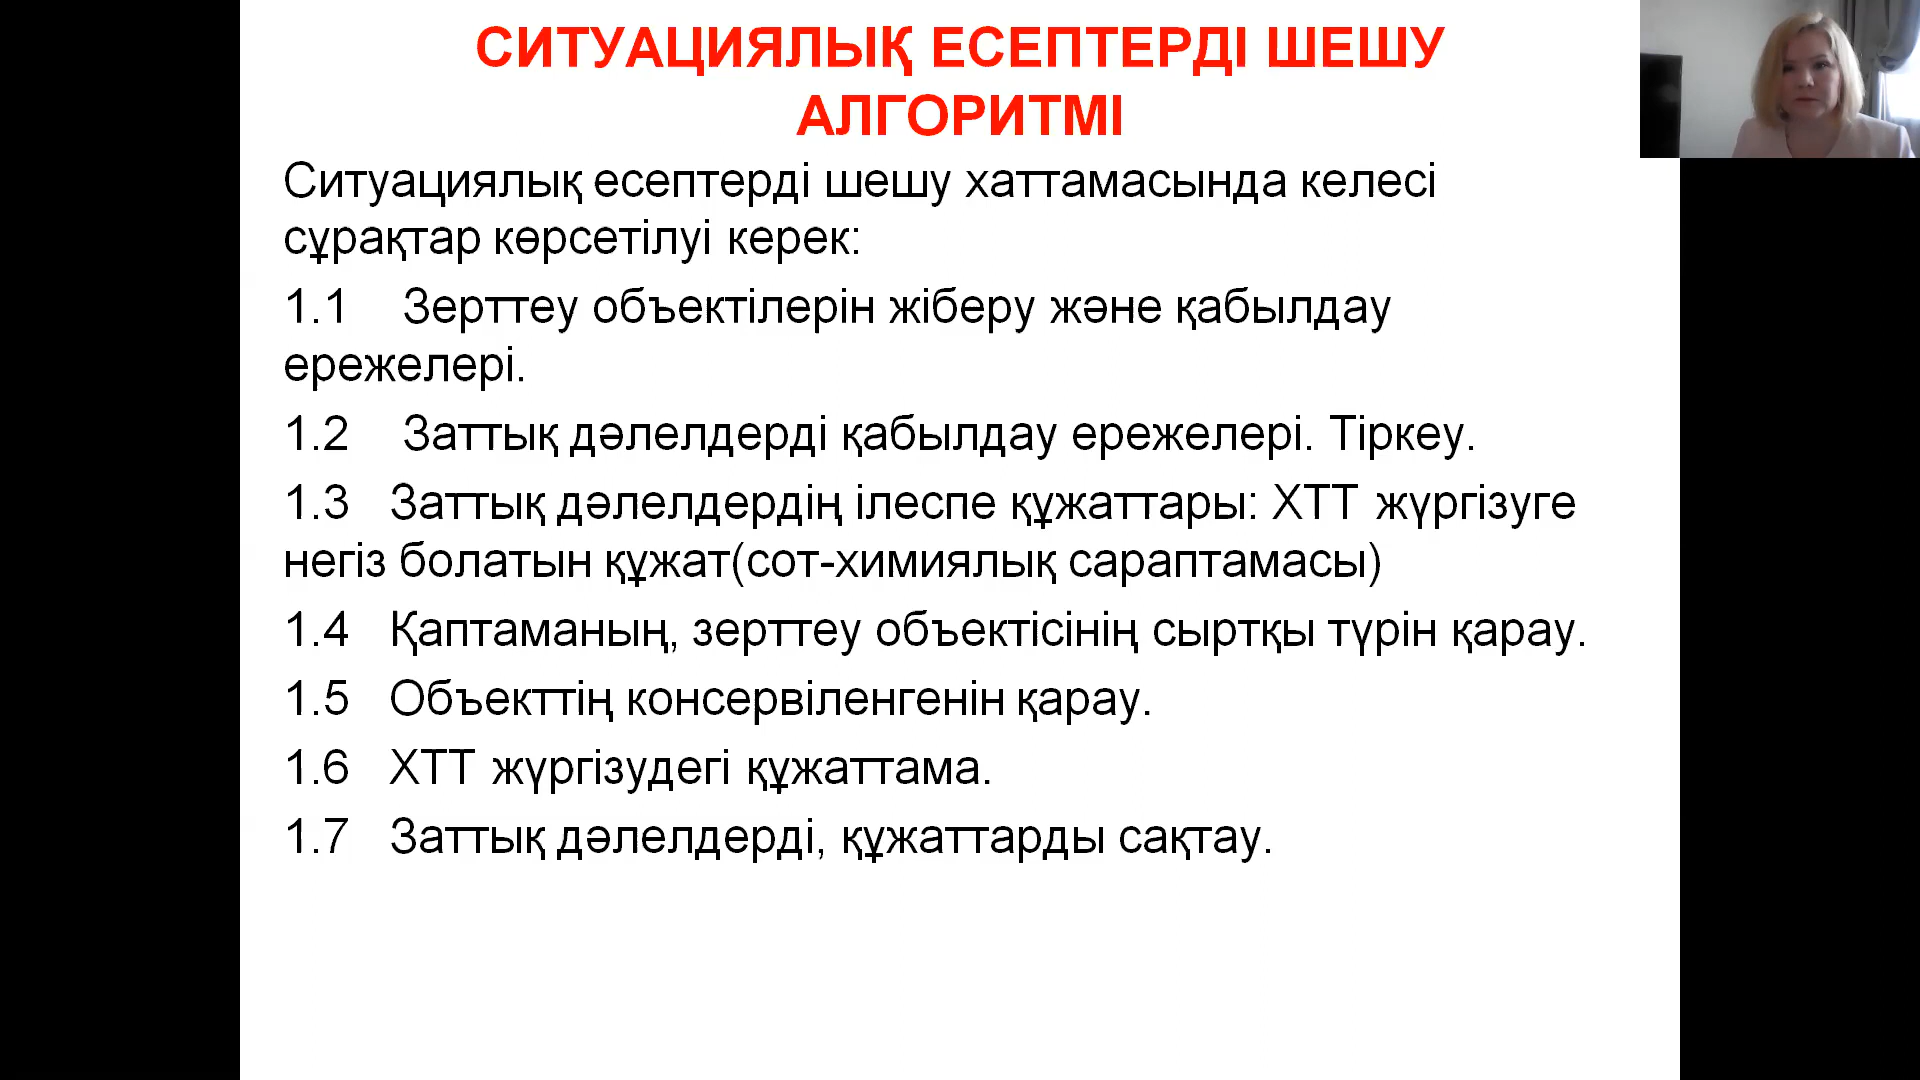 СИТУАЦИЯЛЫҚ ЕСЕПТЕРДІ ШЕШУ
АЛГОРИТМІ
Ситуациялық есептерді шешу хаттамасында келесі
сұрақтар көрсетілуі керек:
1.1 Зерттеу объектілерін жіберу және қабылдау
ережелері.
1.2 Заттық дәлелдерді қабылдау ережелері. Тіркеу.
1.3 Заттық дәлелдердің ілеспе құжаттары: ХТТ жүргізуге
негіз болатын құжат(сот-химиялық сараптамасы)
1.4 Қаптаманың, зерттеу объектісінің сыртқы түрін қарау.
1.5 Объекттің консервіленгенін қарау.
1.6 ХТТ жүргізудегі құжаттама.
1.7 Заттық дәлелдерді, құжаттарды сақтау.